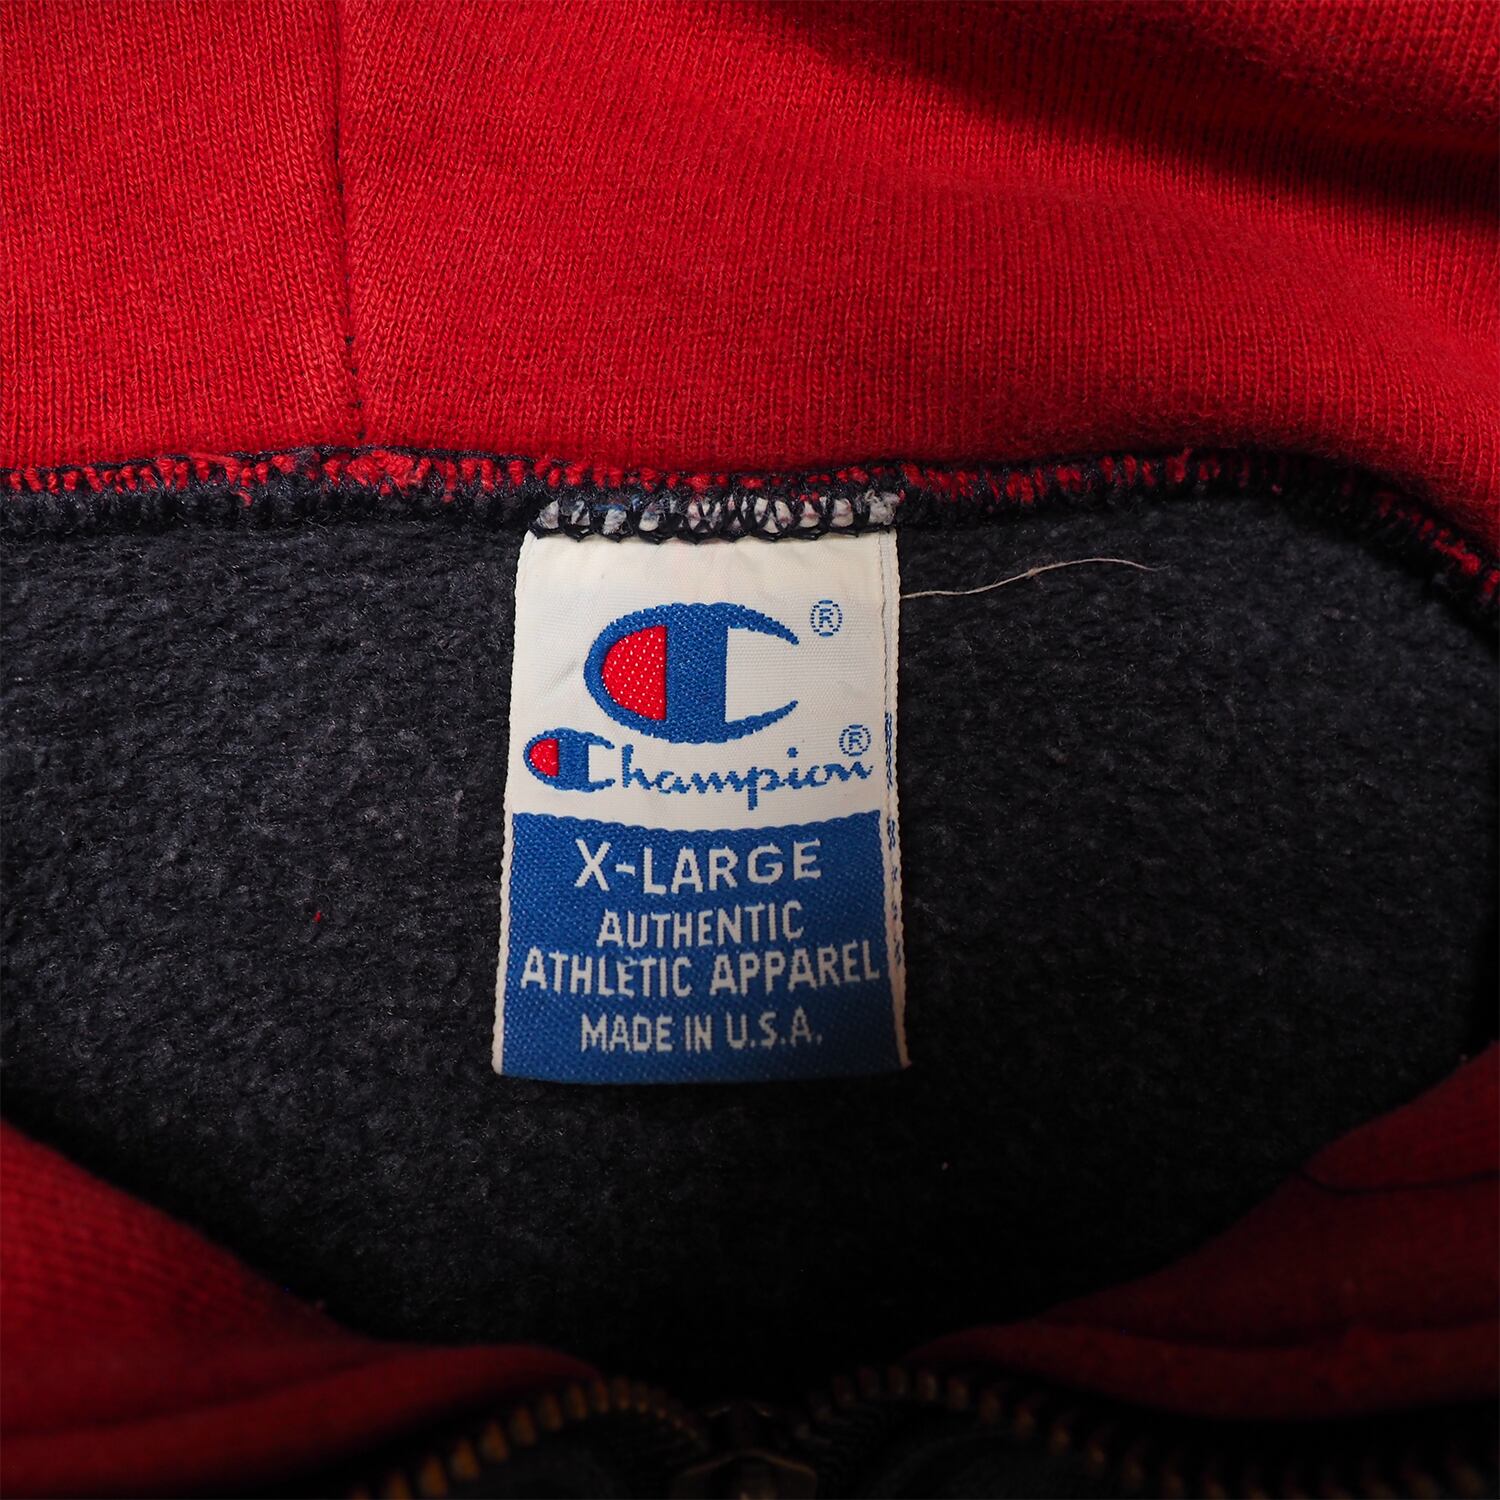 ®
Champion®
X-LARGE
AUTHENTIC
ATHLETIC APPAREL
MADE IN U.S.A.